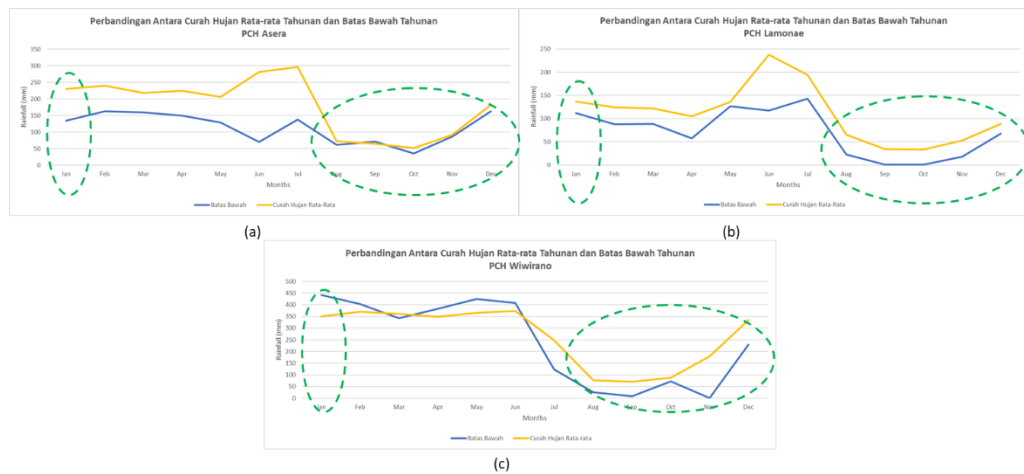 Perbandingan Antara Curah Hujan Rata-rata Tahunan dan Batas Bawah Tahunan
PCH Asera
Rainfall (mm)
350
300
250
200
150
100
50
0
Jan Feb Mar Apr May Jun Jul Aug Sep Oct Nov Dec
Months
Batas Bawah Curah Hujan Rata-Rata
(a)
Perbandingan Antara Curah Hujan Rata-rata Tahunan dan Batas Bawah Tahunan
PCH Lamonae
Rainfall (mm)
250
200
150
100
50
0
Jan Feb Mar Apr May Jun Jul Aug Sep Oct Nov Dec
Months
Batas Bawah Curah Hujan Rata-Rata
(b)
Perbandingan Antara Curah Hujan Rata-rata Tahunan dan Batas Bawah Tahunan
PCH Wiwirano
Rainfall (mm)
500
450
400
350
300
250
200
150
100
50
0
Jan Feb Mar Apr May Jun Jul Aug Sep Oct Nov Dec
Months
Batas Bawah Curah Hujan Rata-rata
(c)